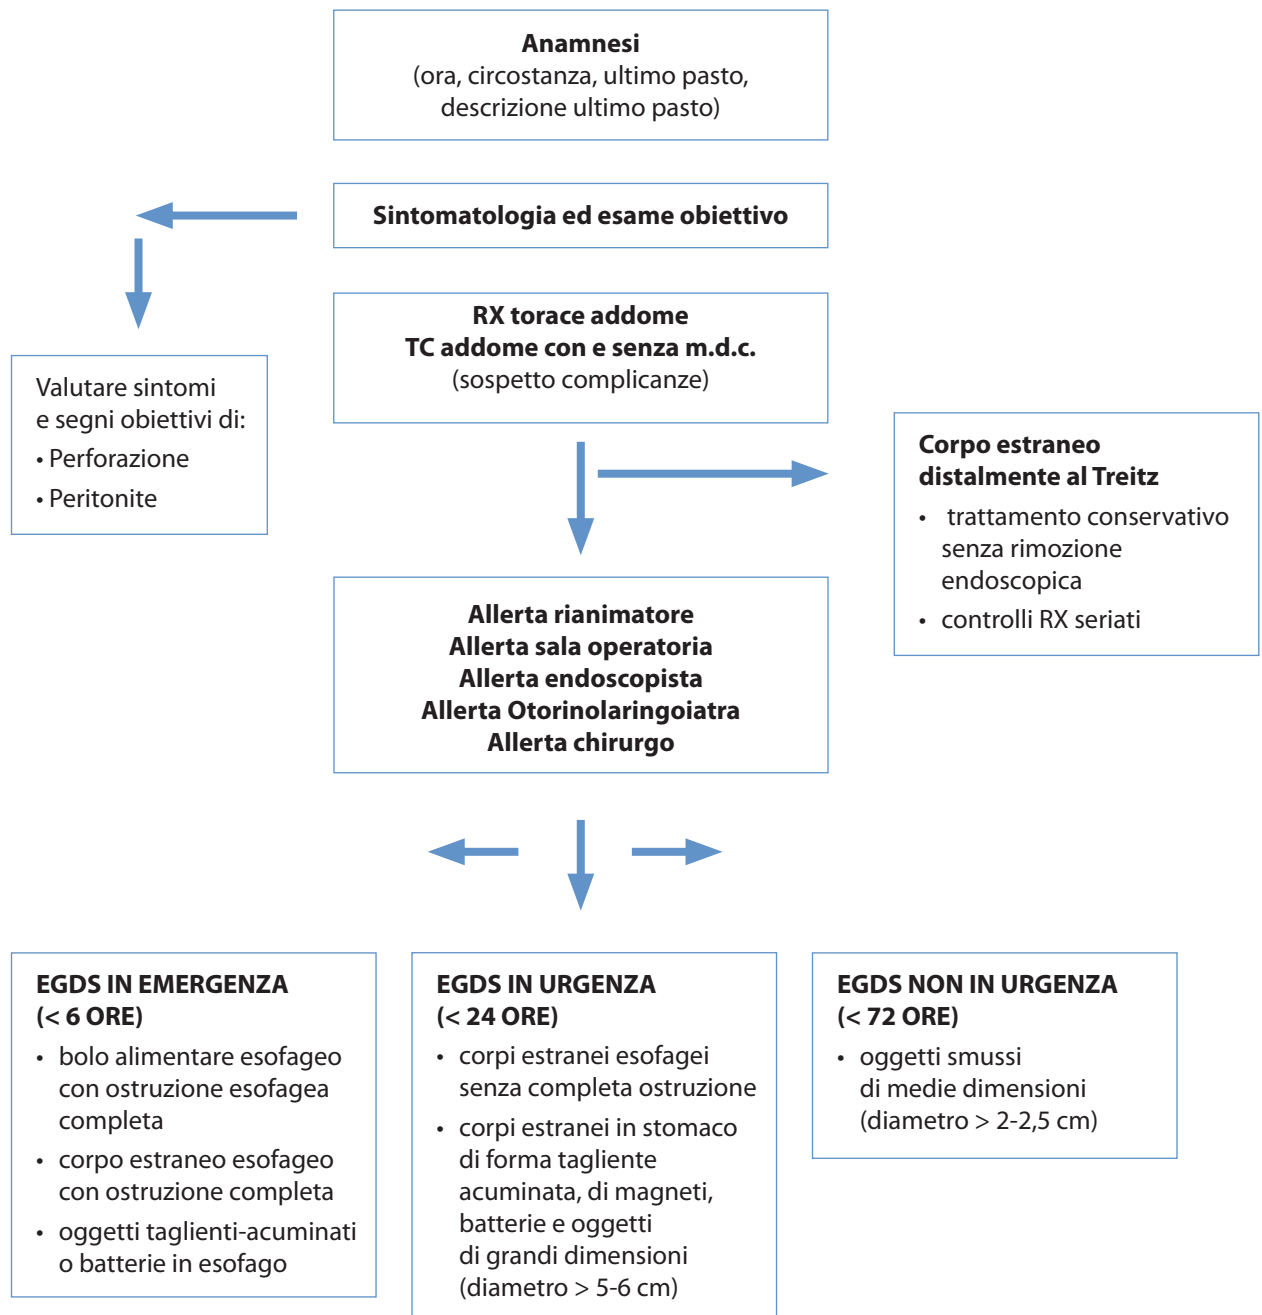 Anamnesi
(ora, circostanza, ultimo pasto,
descrizione ultimo pasto)
Sintomatologia ed esame obiettivo
RX torace addome
TC addome con e senza m.d.c.
(sospetto complicanze)
Valutare sintomi
e segni obiettivi di:
• Perforazione
• Peritonite
Corpo estraneo
distalmente al Treitz
• trattamento conservativo
senza rimozione
endoscopica
• controlli RX seriati
Allerta rianimatore
Allerta sala operatoria
Allerta endoscopista
Allerta Otorinolaringoiatra
Allerta chirurgo
EGDS IN EMERGENZA
(< 6 ORE)
• bolo alimentare esofageo
con ostruzione esofagea
completa
• corpo estraneo esofageo
con ostruzione completa
• oggetti taglienti-acuminati
o batterie in esofago
EGDS IN URGENZA
(< 24 ORE)
• corpi estranei esofagei
senza completa ostruzione
• corpi estranei in stomaco
di forma tagliente
acuminata, di magneti,
batterie e oggetti
di grandi dimensioni
(diametro > 5-6 cm)
EGDS NON IN URGENZA
(< 72 ORE)
• oggetti smussi
di medie dimensioni
(diametro > 2-2,5 cm)